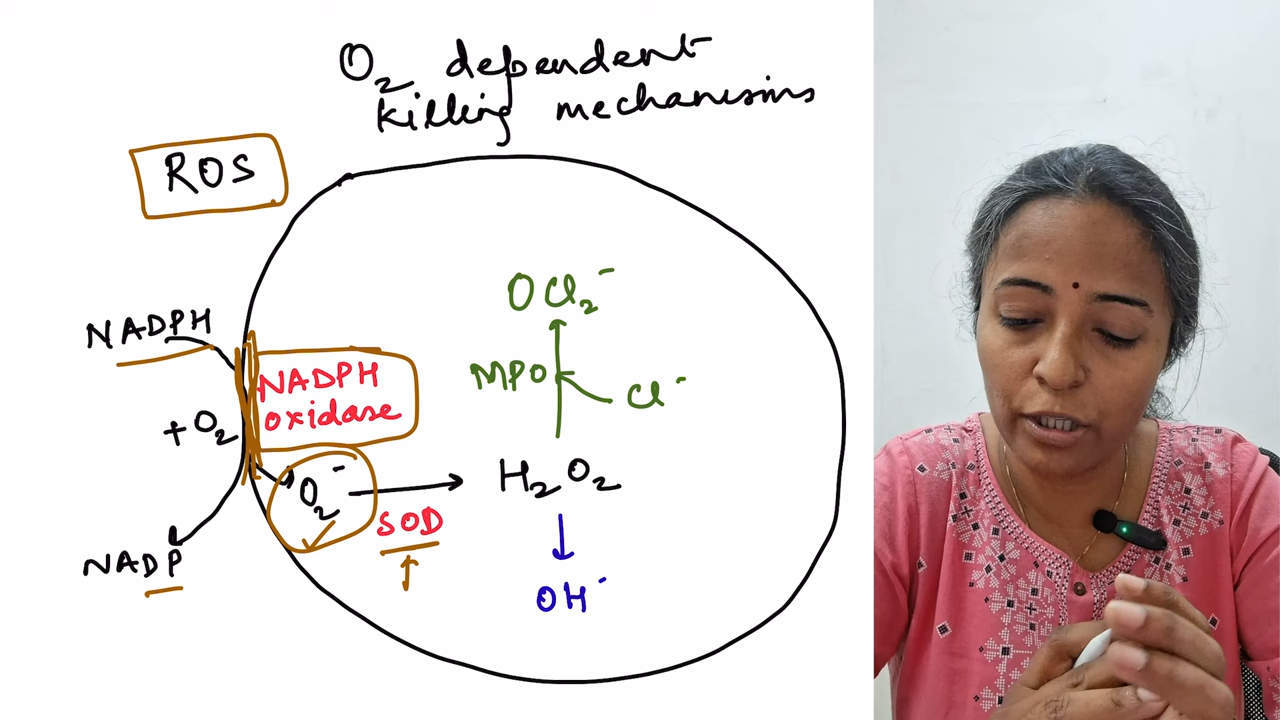 O₂ dependent
killing mechanisms
ROS
OCl₂⁻
NADPH
NADPH
oxidase
MPO
Cl⁻
+O₂
O₂⁻
H₂O₂
SOD
NADP
OH⁻